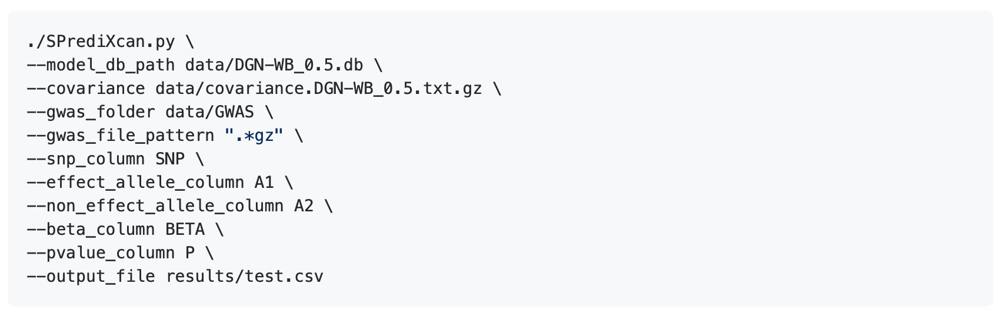 ./SPrediXcan.py \
--model_db_path data/DGN-WB_0.5.db \
--covariance data/covariance.DGN-WB_0.5.txt.gz \
--gwas_folder data/GWAS \
--gwas_file_pattern ".*gz" \
--snp_column SNP \
--effect_allele_column A1 \
--non_effect_allele_column A2 \
--beta_column BETA \
--pvalue_column P \
--output_file results/test.csv